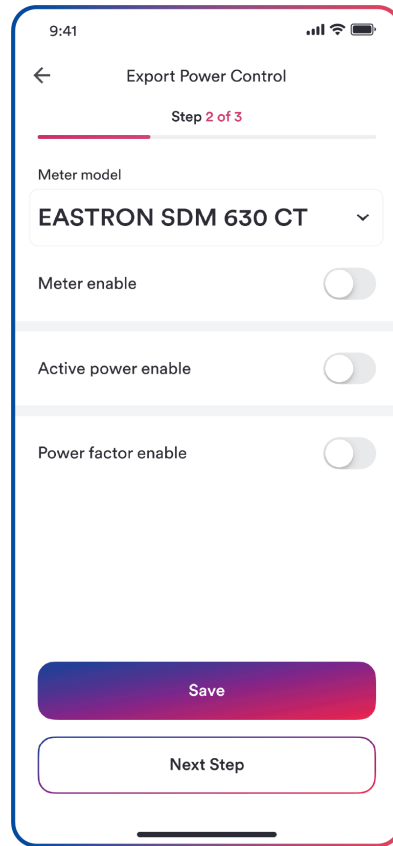 9:41
Export Power Control
Step 2 of 3
Meter model
EASTRON SDM 630 CT
Meter enable
Active power enable
Power factor enable
Save
Next Step